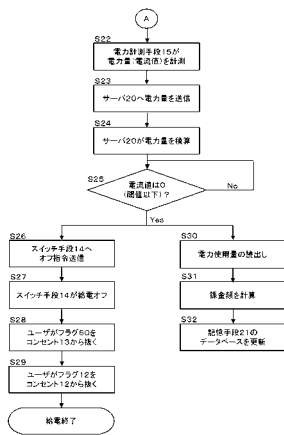 A
S22
電力計測手段15が
電力量(電流値)を計測
S23
サーバ20へ電力量を送信
S24
サーバ20が電力量を積算
S25
電流値は0
(閾値以下)?
No
Yes
S26
スイッチ手段14へ
オフ指令送信
S27
スイッチ手段14が給電オフ
S28
ユーザがプラグ60を
コンセント13から抜く
S29
ユーザがプラグ12を
コンセント12から抜く
給電終了
S30
電力使用量の読出し
S31
課金額を計算
S32
記憶手段21の
データベースを更新